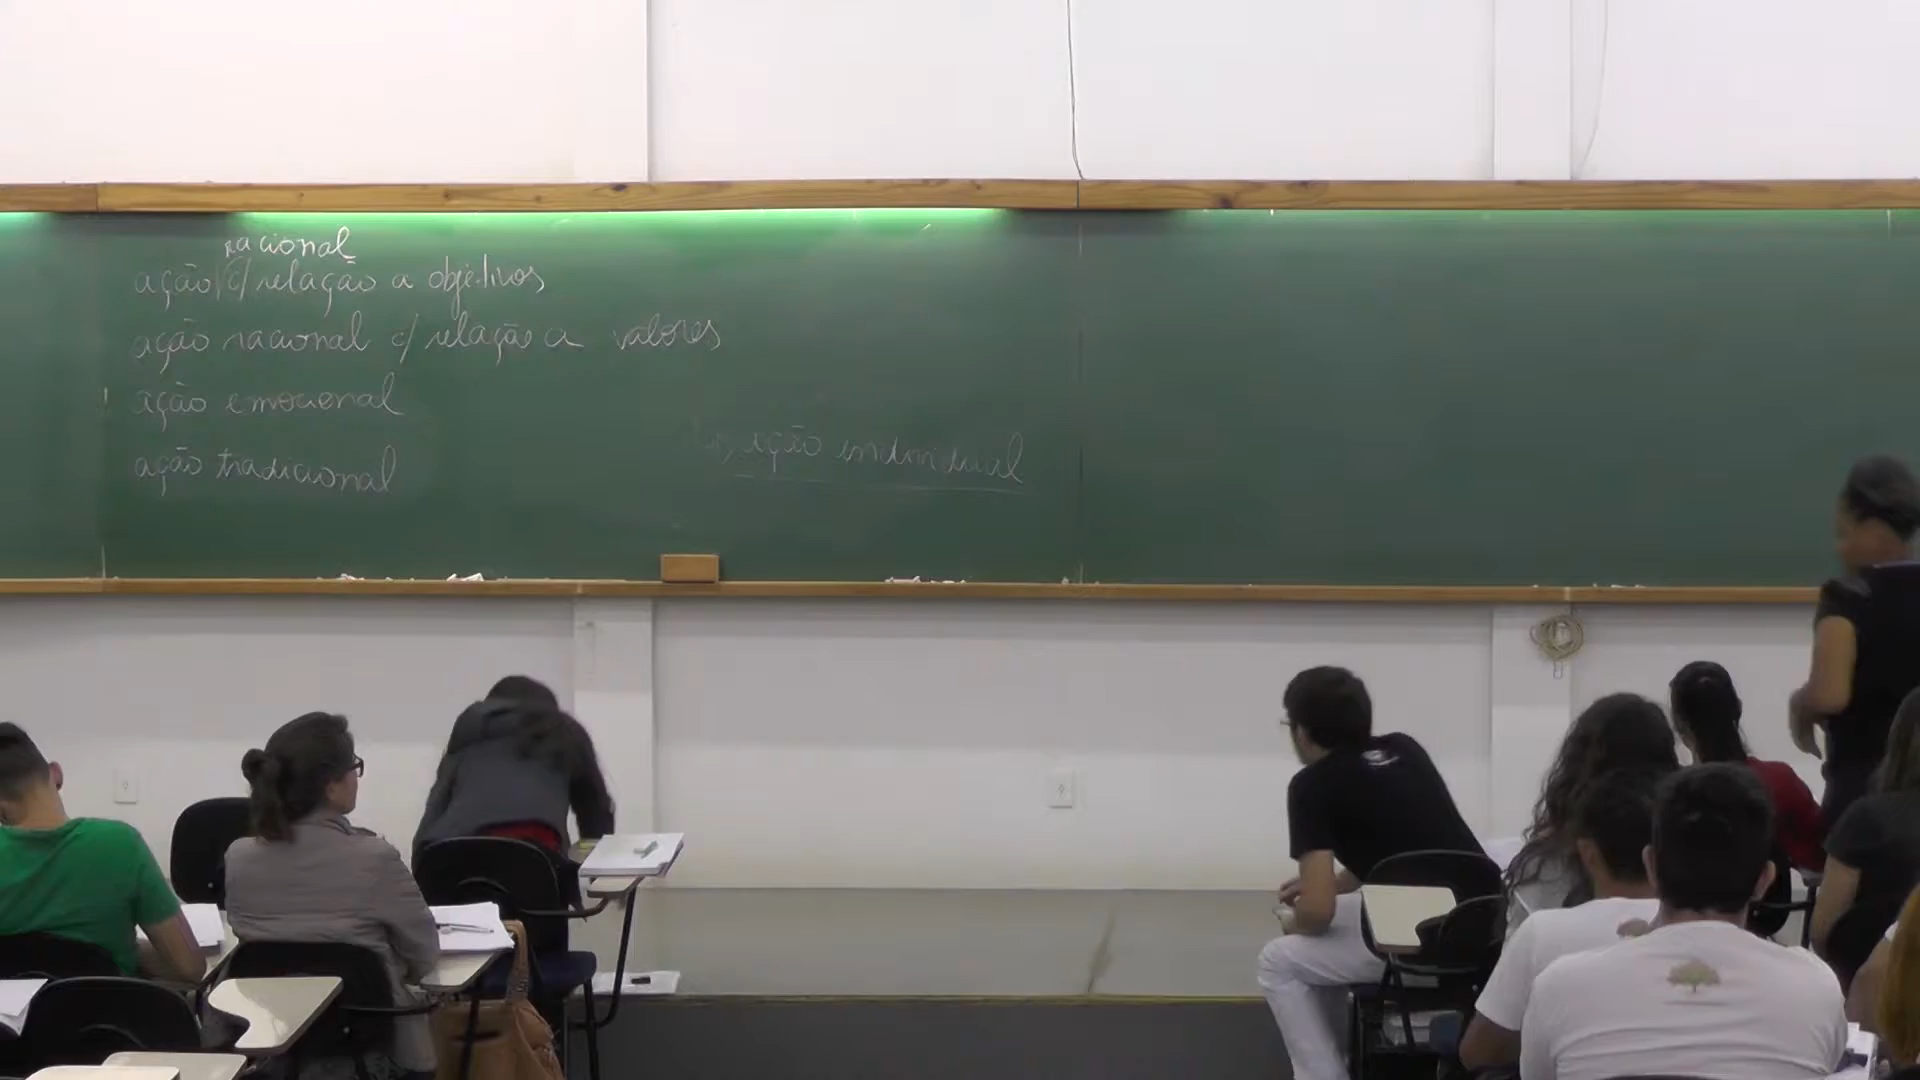 racional
ação c/ relação a objetivos
ação racional c/ relação a valores
ação emocional
ação tradicional
ação individual